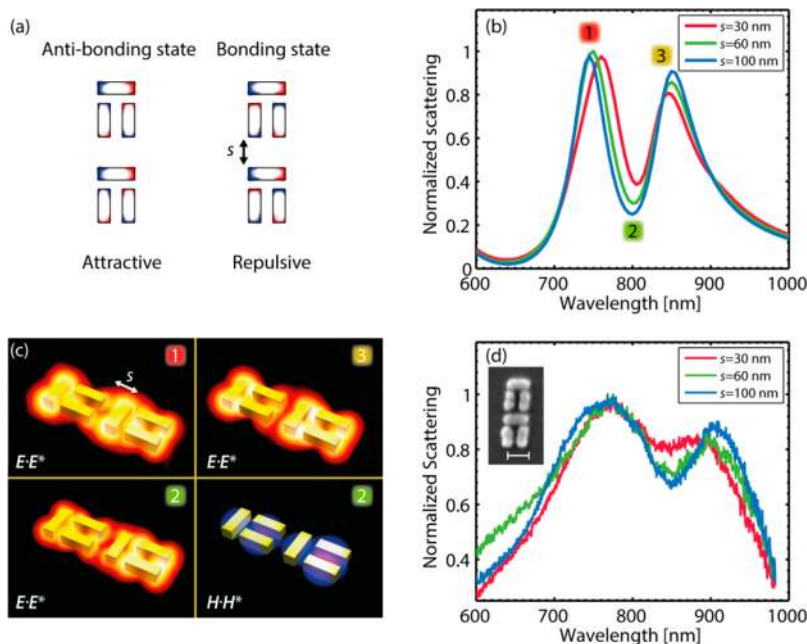 (a)
Anti-bonding state Bonding state
s
Attractive Repulsive
(b)
1
3
2
s=30 nm
s=60 nm
s=100 nm
Normalized scattering
1
0.8
0.6
0.4
0.2
0
600 700 800 900 1000
Wavelength [nm]
(c)
1
s
E·E*
3
E·E*
2
E·E*
2
H·H*
(d)
s=30 nm
s=60 nm
s=100 nm
Normalized Scattering
1
0.8
0.6
0.4
600 700 800 900 1000
Wavelength [nm]